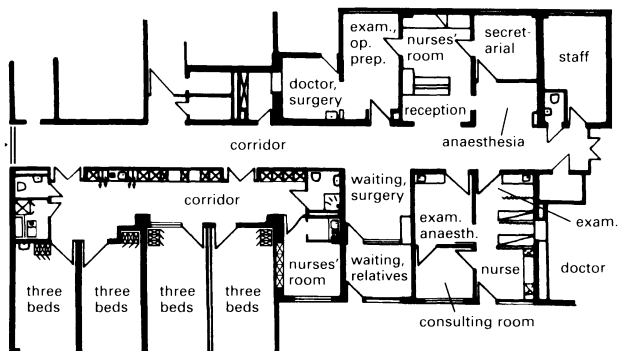 exam.,
op.
prep.
nurses'
room
secret-
arial
staff
doctor,
surgery
reception
anaesthesia
corridor
corridor
waiting,
surgery
exam.
anaesth.
exam.
nurses'
room
waiting,
relatives
nurse
doctor
three
beds
three
beds
three
beds
three
beds
consulting room